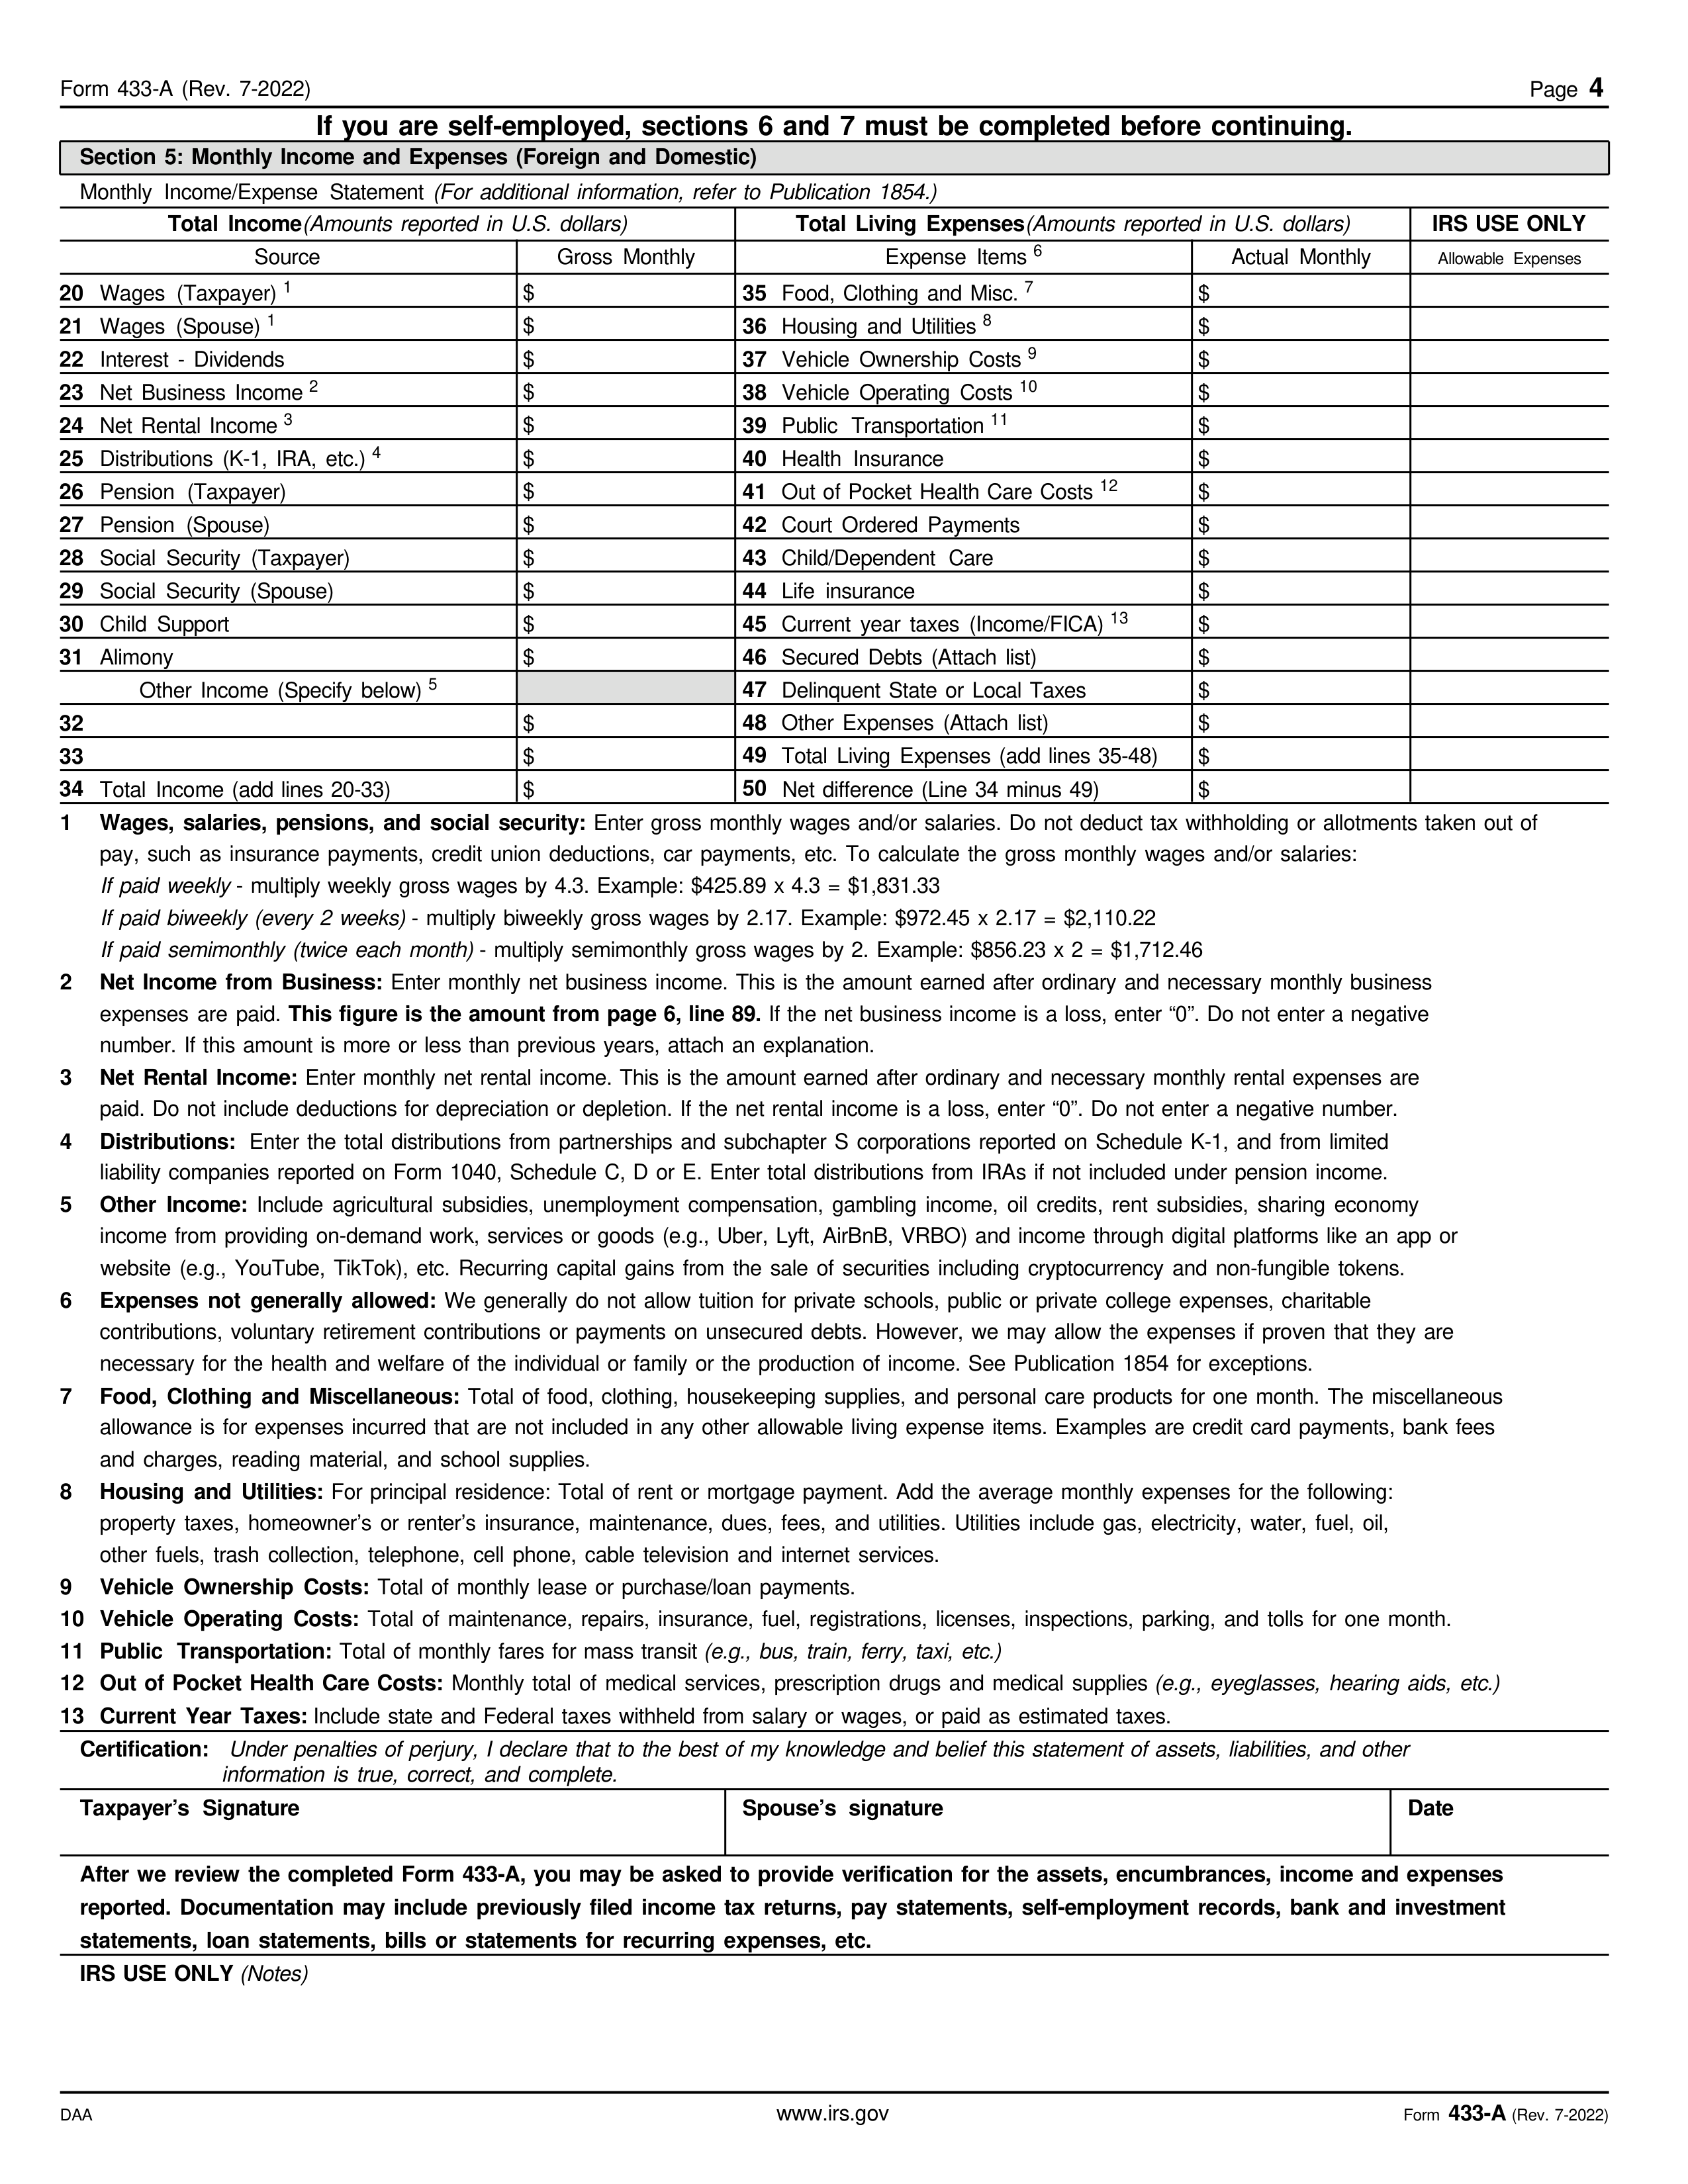 Form 433-A (Rev. 7-2022) Page 4
If you are self-employed, sections 6 and 7 must be completed before continuing.
Section 5: Monthly Income and Expenses (Foreign and Domestic)
Monthly Income/Expense Statement (For additional information, refer to Publication 1854.)
Total Income(Amounts reported in U.S. dollars) Total Living Expenses(Amounts reported in U.S. dollars) IRS USE ONLY
Source Gross Monthly Expense Items 6 Actual Monthly Allowable Expenses
20 Wages (Taxpayer) 1 $ 35 Food, Clothing and Misc. 7 $
21 Wages (Spouse) 1 $ 36 Housing and Utilities 8 $
22 Interest - Dividends $ 37 Vehicle Ownership Costs 9 $
23 Net Business Income 2 $ 38 Vehicle Operating Costs 10 $
24 Net Rental Income 3 $ 39 Public Transportation 11 $
25 Distributions (K-1, IRA, etc.) 4 $ 40 Health Insurance $
26 Pension (Taxpayer) $ 41 Out of Pocket Health Care Costs 12 $
27 Pension (Spouse) $ 42 Court Ordered Payments $
28 Social Security (Taxpayer) $ 43 Child/Dependent Care $
29 Social Security (Spouse) $ 44 Life insurance $
30 Child Support $ 45 Current year taxes (Income/FICA) 13 $
31 Alimony $ 46 Secured Debts (Attach list) $
Other Income (Specify below) 5 47 Delinquent State or Local Taxes $
32 $ 48 Other Expenses (Attach list) $
33 $ 49 Total Living Expenses (add lines 35-48) $
34 Total Income (add lines 20-33) $ 50 Net difference (Line 34 minus 49) $
1 Wages, salaries, pensions, and social security: Enter gross monthly wages and/or salaries. Do not deduct tax withholding or allotments taken out of
pay, such as insurance payments, credit union deductions, car payments, etc. To calculate the gross monthly wages and/or salaries:
If paid weekly - multiply weekly gross wages by 4.3. Example: $425.89 x 4.3 = $1,831.33
If paid biweekly (every 2 weeks) - multiply biweekly gross wages by 2.17. Example: $972.45 x 2.17 = $2,110.22
If paid semimonthly (twice each month) - multiply semimonthly gross wages by 2. Example: $856.23 x 2 = $1,712.46
2 Net Income from Business: Enter monthly net business income. This is the amount earned after ordinary and necessary monthly business
expenses are paid. This figure is the amount from page 6, line 89. If the net business income is a loss, enter “0”. Do not enter a negative
number. If this amount is more or less than previous years, attach an explanation.
3 Net Rental Income: Enter monthly net rental income. This is the amount earned after ordinary and necessary monthly rental expenses are
paid. Do not include deductions for depreciation or depletion. If the net rental income is a loss, enter “0”. Do not enter a negative number.
4 Distributions: Enter the total distributions from partnerships and subchapter S corporations reported on Schedule K-1, and from limited
liability companies reported on Form 1040, Schedule C, D or E. Enter total distributions from IRAs if not included under pension income.
5 Other Income: Include agricultural subsidies, unemployment compensation, gambling income, oil credits, rent subsidies, sharing economy
income from providing on-demand work, services or goods (e.g., Uber, Lyft, AirBnB, VRBO) and income through digital platforms like an app or
website (e.g., YouTube, TikTok), etc. Recurring capital gains from the sale of securities including cryptocurrency and non-fungible tokens.
6 Expenses not generally allowed: We generally do not allow tuition for private schools, public or private college expenses, charitable
contributions, voluntary retirement contributions or payments on unsecured debts. However, we may allow the expenses if proven that they are
necessary for the health and welfare of the individual or family or the production of income. See Publication 1854 for exceptions.
7 Food, Clothing and Miscellaneous: Total of food, clothing, housekeeping supplies, and personal care products for one month. The miscellaneous
allowance is for expenses incurred that are not included in any other allowable living expense items. Examples are credit card payments, bank fees
and charges, reading material, and school supplies.
8 Housing and Utilities: For principal residence: Total of rent or mortgage payment. Add the average monthly expenses for the following:
property taxes, homeowner’s or renter’s insurance, maintenance, dues, fees, and utilities. Utilities include gas, electricity, water, fuel, oil,
other fuels, trash collection, telephone, cell phone, cable television and internet services.
9 Vehicle Ownership Costs: Total of monthly lease or purchase/loan payments.
10 Vehicle Operating Costs: Total of maintenance, repairs, insurance, fuel, registrations, licenses, inspections, parking, and tolls for one month.
11 Public Transportation: Total of monthly fares for mass transit (e.g., bus, train, ferry, taxi, etc.)
12 Out of Pocket Health Care Costs: Monthly total of medical services, prescription drugs and medical supplies (e.g., eyeglasses, hearing aids, etc.)
13 Current Year Taxes: Include state and Federal taxes withheld from salary or wages, or paid as estimated taxes.
Certification: Under penalties of perjury, I declare that to the best of my knowledge and belief this statement of assets, liabilities, and other
information is true, correct, and complete.
Taxpayer’s Signature Spouse’s signature Date
After we review the completed Form 433-A, you may be asked to provide verification for the assets, encumbrances, income and expenses
reported. Documentation may include previously filed income tax returns, pay statements, self-employment records, bank and investment
statements, loan statements, bills or statements for recurring expenses, etc.
IRS USE ONLY (Notes)
DAA www.irs.gov Form 433-A (Rev. 7-2022)